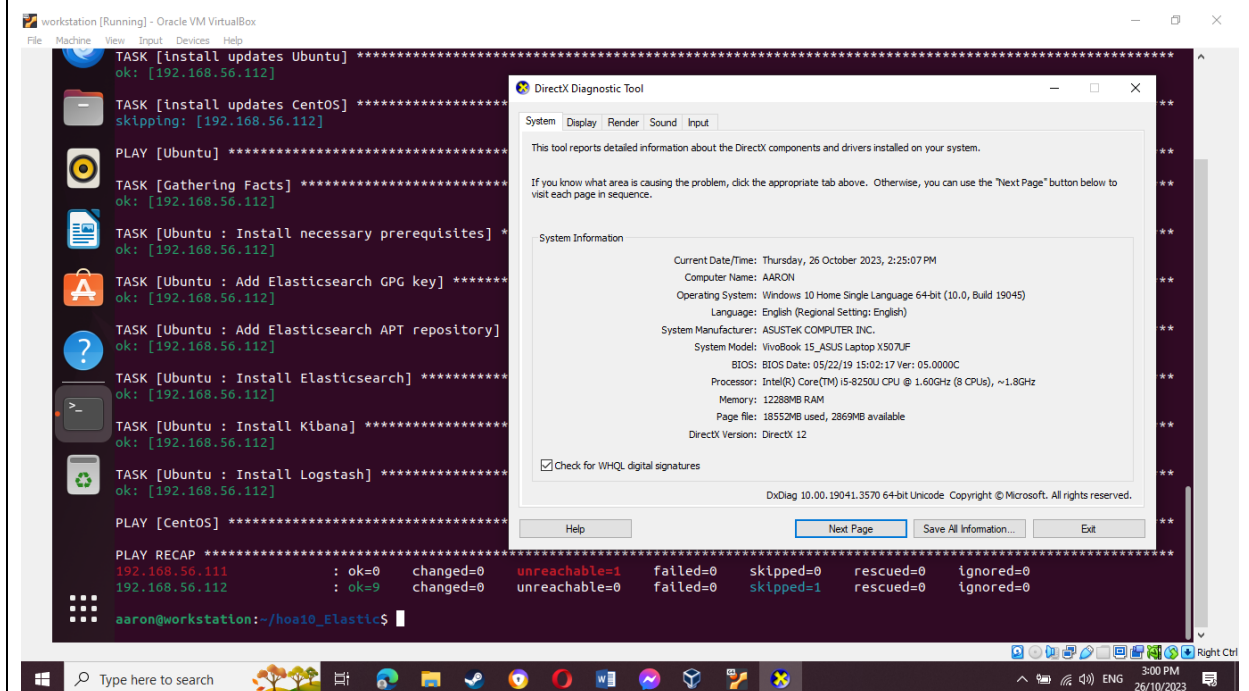 workstation [Running] - Oracle VM VirtualBox
File Machine View Input Devices Help
TASK [install updates Ubuntu] *******************************************************************************************************
ok: [192.168.56.112]
TASK [install updates CentOS] *******************
skipping: [192.168.56.112]
PLAY [Ubuntu] ***********************************
TASK [Gathering Facts] **************************
ok: [192.168.56.112]
TASK [Ubuntu : Install necessary prerequisites] *
ok: [192.168.56.112]
TASK [Ubuntu : Add Elasticsearch GPG key] *******
ok: [192.168.56.112]
TASK [Ubuntu : Add Elasticsearch APT repository]
ok: [192.168.56.112]
TASK [Ubuntu : Install Elasticsearch] ***********
ok: [192.168.56.112]
TASK [Ubuntu : Install Kibana] ******************
ok: [192.168.56.112]
TASK [Ubuntu : Install Logstash] ****************
ok: [192.168.56.112]
PLAY [CentOS] ***********************************
PLAY RECAP **************************************************************************************************************************
192.168.56.111 : ok=0 changed=0 unreachable=1 failed=0 skipped=0 rescued=0 ignored=0
192.168.56.112 : ok=9 changed=0 unreachable=0 failed=0 skipped=1 rescued=0 ignored=0
aaron@workstation:~/hoa10_Elastic$
DirectX Diagnostic Tool
System Display Render Sound Input
This tool reports detailed information about the DirectX components and drivers installed on your system.
If you know what area is causing the problem, click the appropriate tab above. Otherwise, you can use the "Next Page" button below to
visit each page in sequence.
System Information
Current Date/Time: Thursday, 26 October 2023, 2:25:07 PM
Computer Name: AARON
Operating System: Windows 10 Home Single Language 64-bit (10.0, Build 19045)
Language: English (Regional Setting: English)
System Manufacturer: ASUSTeK COMPUTER INC.
System Model: VivoBook 15_ASUS Laptop X507UF
BIOS: BIOS Date: 05/22/19 15:02:17 Ver: 05.0000C
Processor: Intel(R) Core(TM) i5-8250U CPU @ 1.60GHz (8 CPUs), ~1.8GHz
Memory: 12288MB RAM
Page file: 18552MB used, 2869MB available
DirectX Version: DirectX 12
Check for WHQL digital signatures
DxDiag 10.00.19041.3570 64-bit Unicode Copyright © Microsoft. All rights reserved.
Help Next Page Save All Information... Exit
Right Ctrl
Type here to search
ENG
3:00 PM
26/10/2023